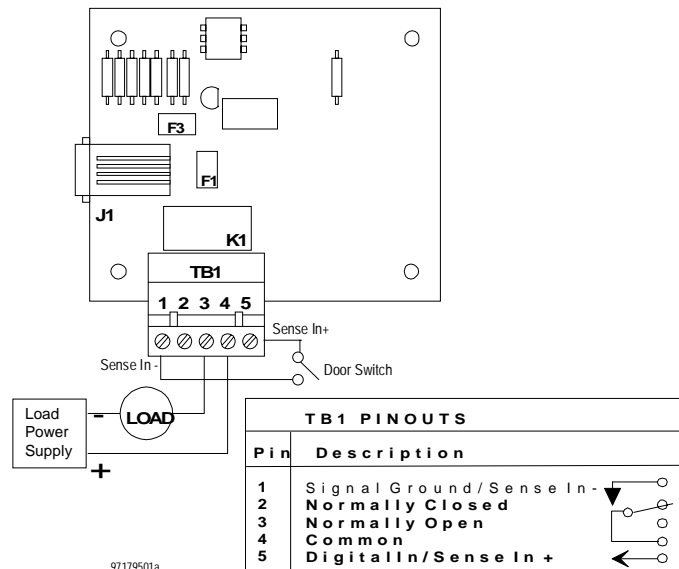 F3
F1
J1
K1
TB1
1 2 3 4 5
Sense In+
Sense In -
Door Switch
Load
Power
Supply
-
LOAD
+
TB1 PINOUTS
Pin Description
1 Signal Ground/Sense In-
2 Normally Closed
3 Normally Open
4 Common
5 DigitalIn/Sense In +
97179501a